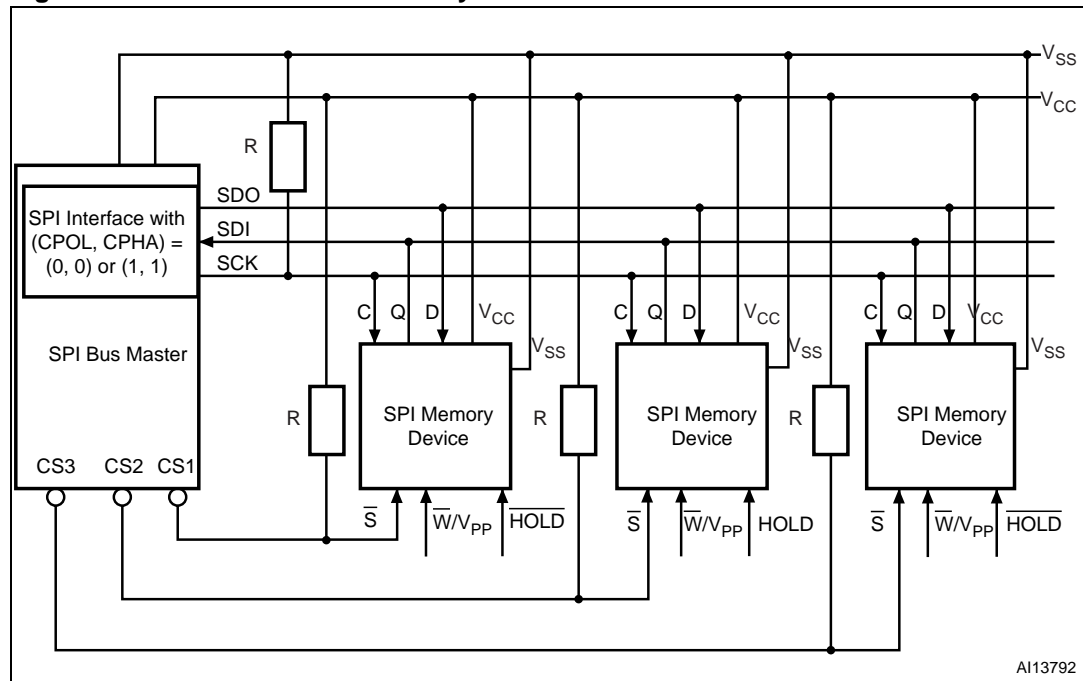 VSS
VCC
R
SDO
SPI Interface with
(CPOL, CPHA) =
(0, 0) or (1, 1)
SDI
SCK
C Q D VCC
VSS
C Q D VCC
VSS
C Q D VCC
VSS
SPI Bus Master
R
SPI Memory
Device
R
SPI Memory
Device
R
SPI Memory
Device
CS3 CS2 CS1
S̅ W̅/VPP H̅O̅L̅D̅
S̅ W̅/VPP HOLD
S̅ W̅/VPP H̅O̅L̅D̅
AI13792